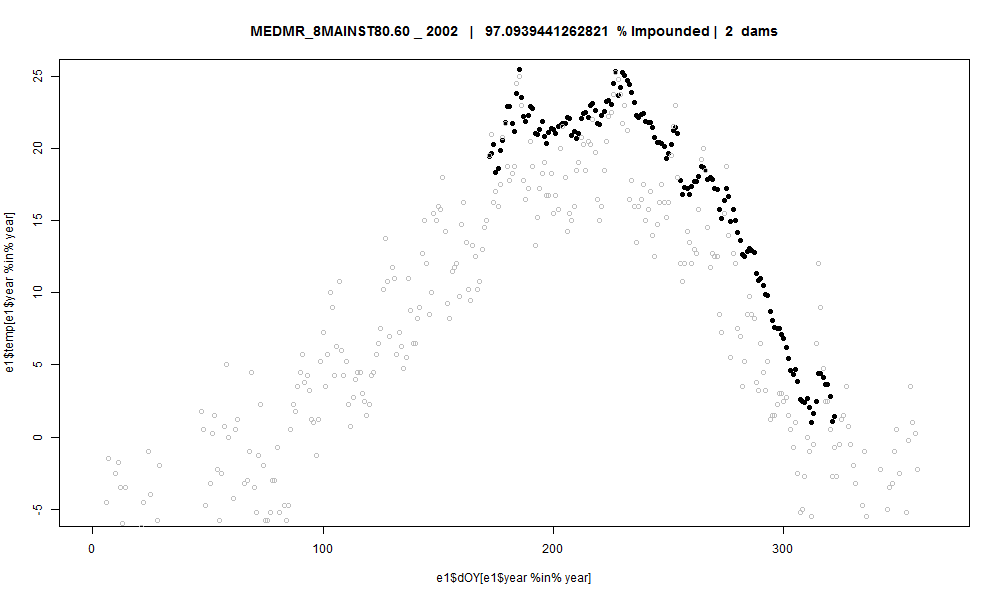 MEDMR_8MAINST80.60 _ 2002 | 97.0939441262821 % Impounded | 2 dams
e1$temp[e1$year %in% year]
25
20
15
10
5
0
-5
0 100 200 300
e1$dOY[e1$year %in% year]